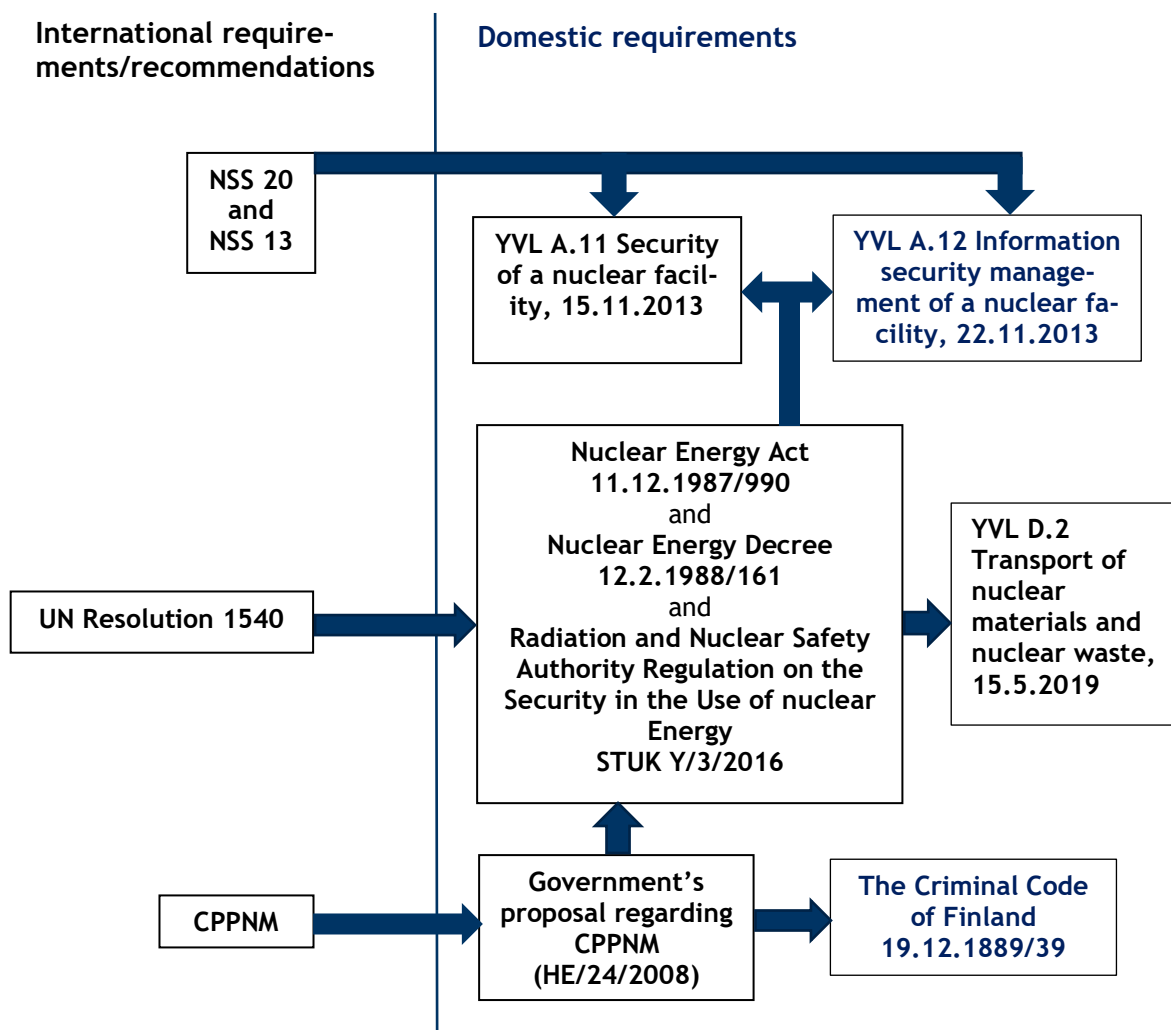 International require-
ments/recommendations
Domestic requirements
NSS 20
and
NSS 13
YVL A.11 Security
of a nuclear facil-
ity, 15.11.2013
YVL A.12 Information
security manage-
ment of a nuclear fa-
cility, 22.11.2013
Nuclear Energy Act
11.12.1987/990
and
Nuclear Energy Decree
12.2.1988/161
and
Radiation and Nuclear Safety
Authority Regulation on the
Security in the Use of nuclear
Energy
STUK Y/3/2016
YVL D.2
Transport of
nuclear
materials and
nuclear waste,
15.5.2019
UN Resolution 1540
CPPNM
Government’s
proposal regarding
CPPNM
(HE/24/2008)
The Criminal Code
of Finland
19.12.1889/39